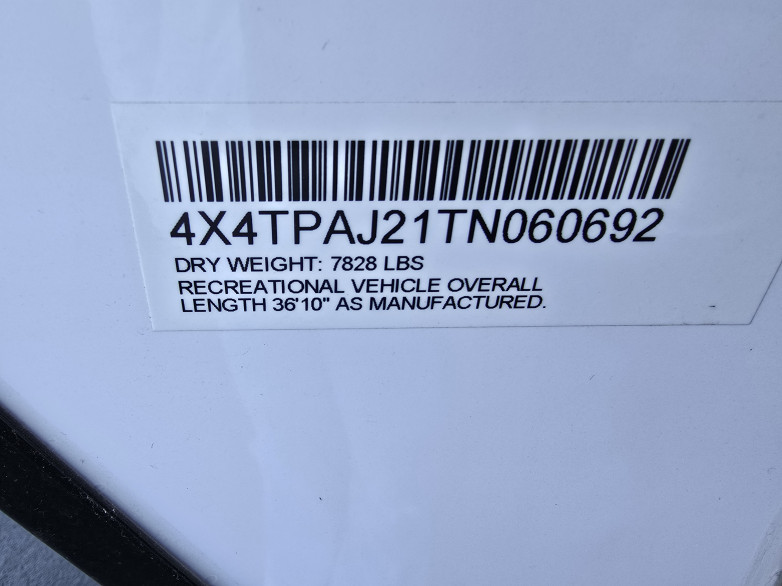 4X4TPAJ21TN060692
DRY WEIGHT: 7828 LBS
RECREATIONAL VEHICLE OVERALL
LENGTH 36'10" AS MANUFACTURED.